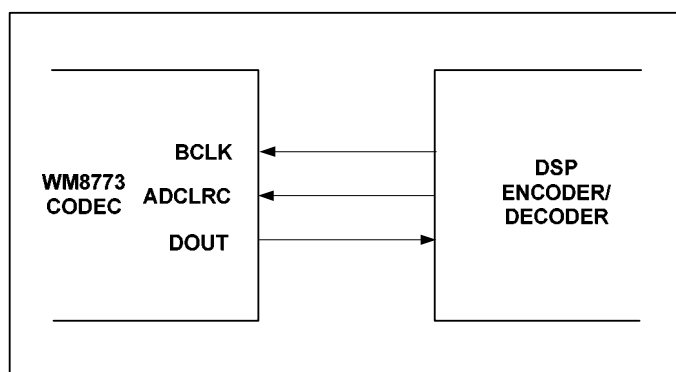 BCLK
WM8773
CODEC
ADCLRC
DOUT
DSP
ENCODER/
DECODER